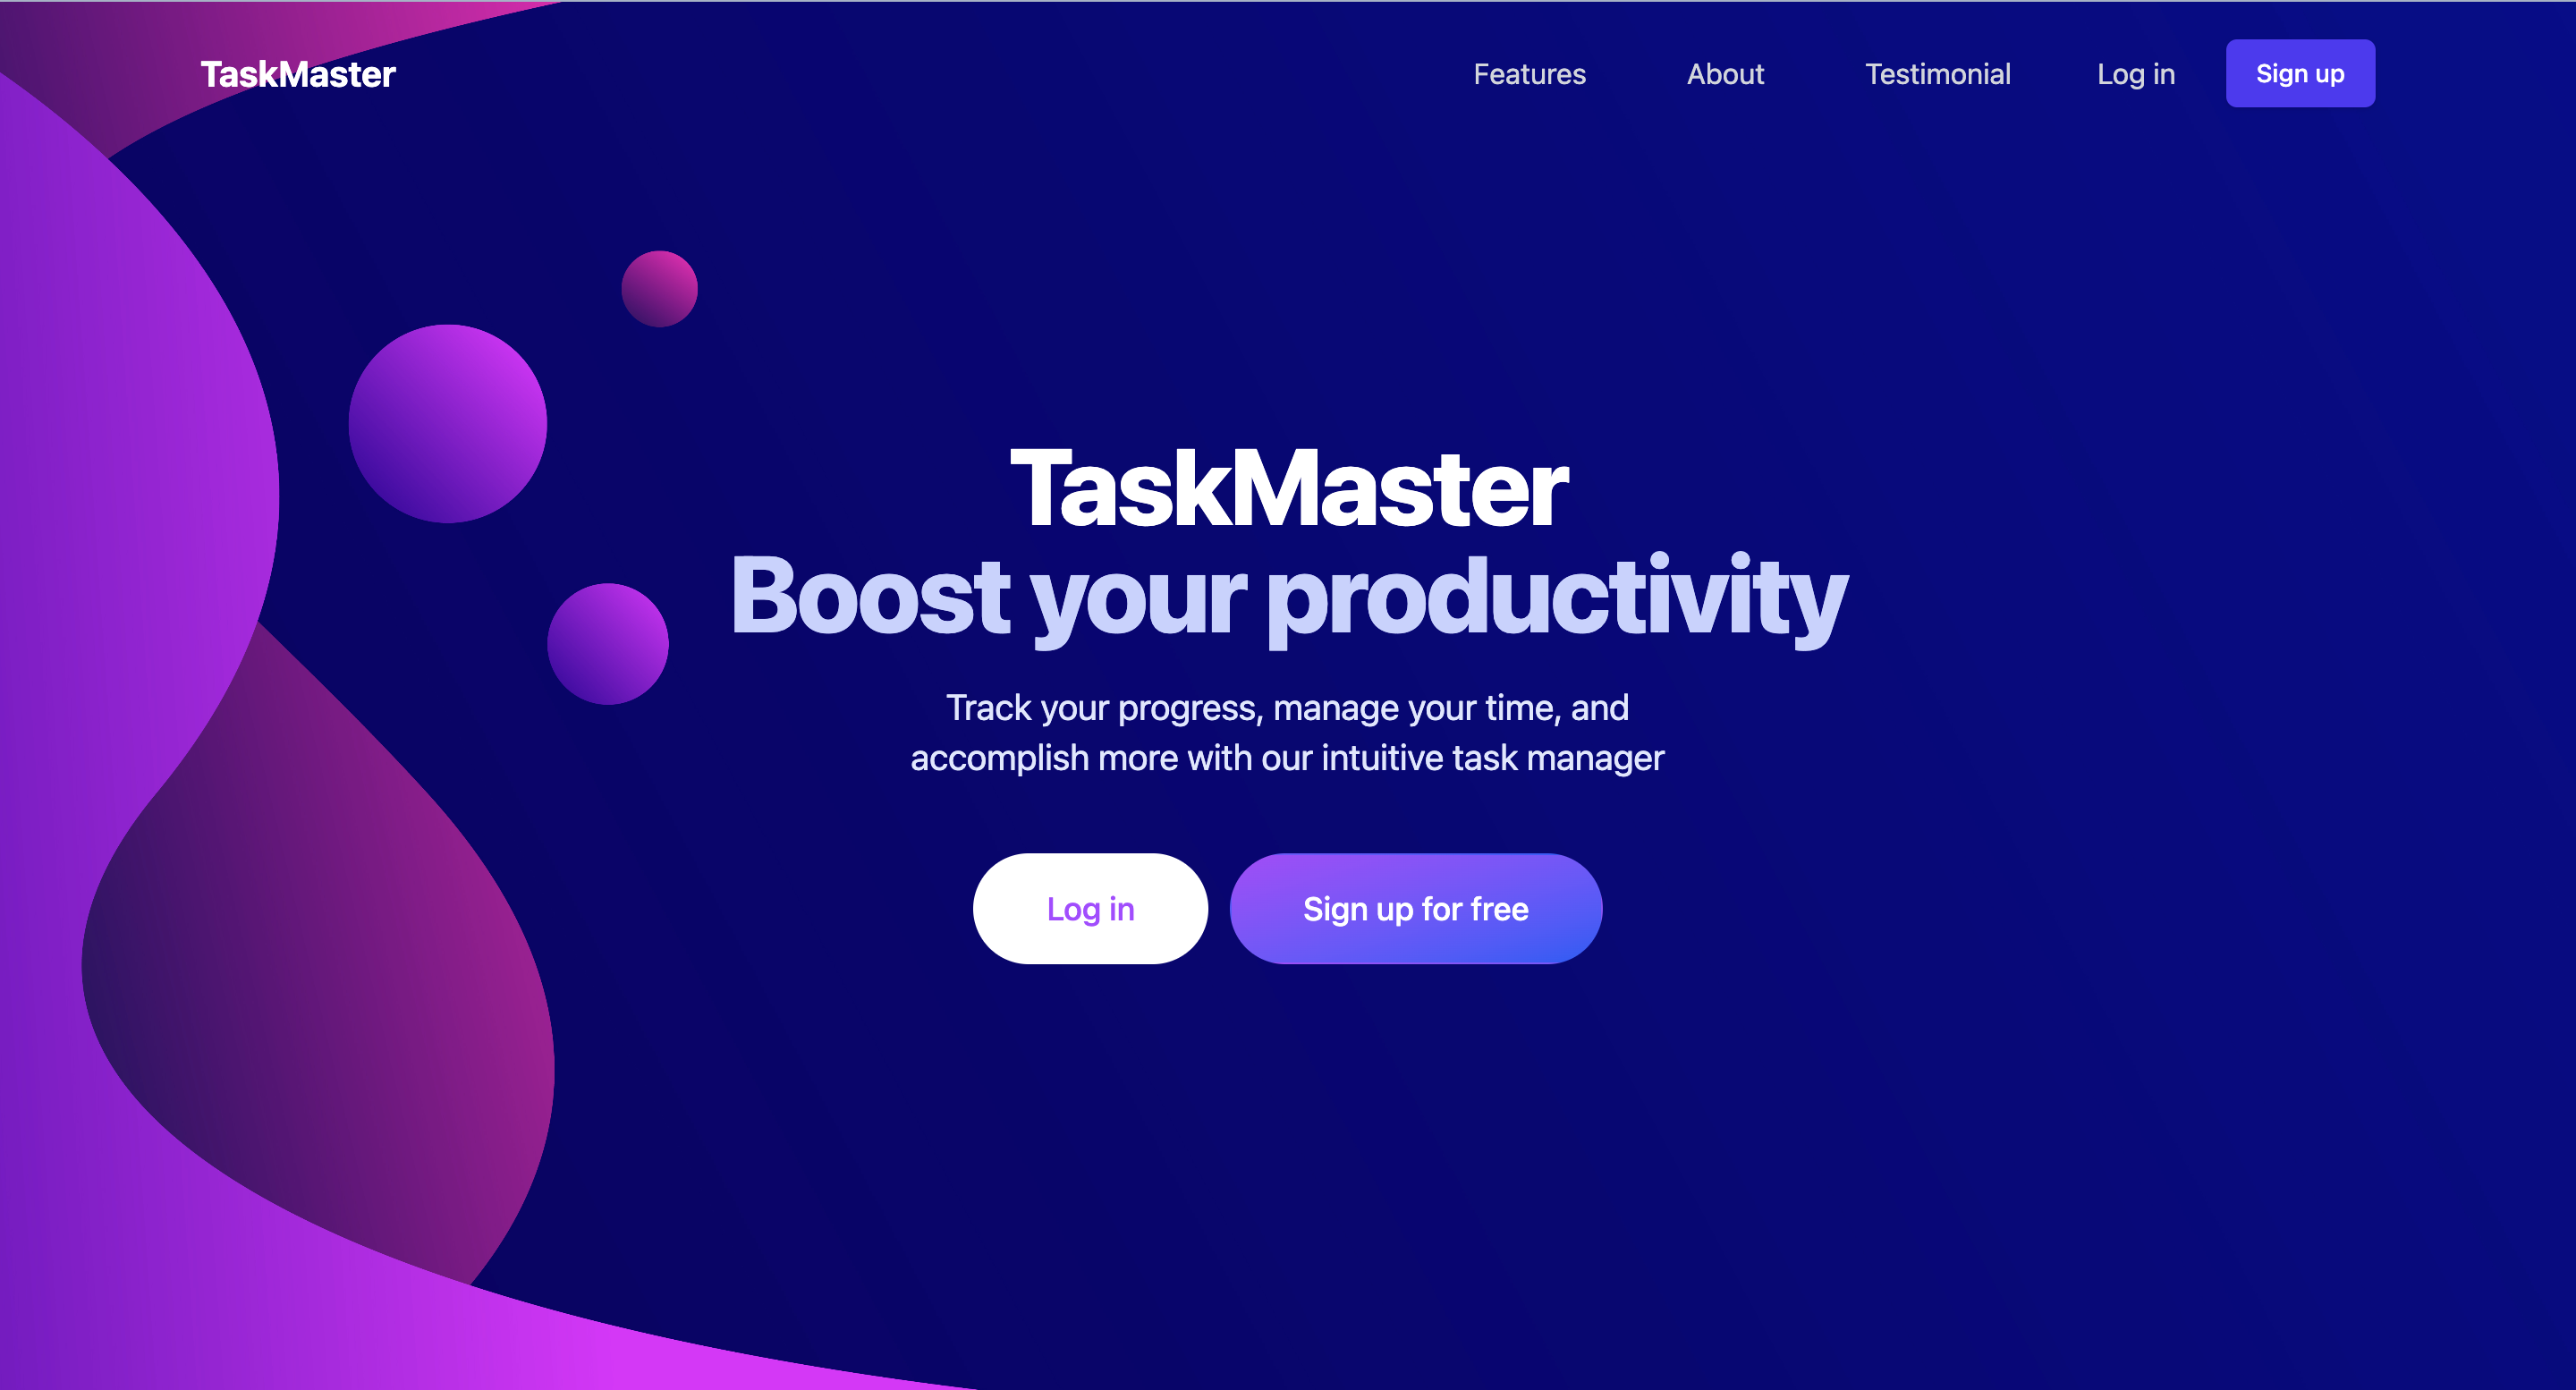 TaskMaster
Features
About
Testimonial
Log in
Sign up
TaskMaster
Boost your productivity
Track your progress, manage your time, and
accomplish more with our intuitive task manager
Log in
Sign up for free